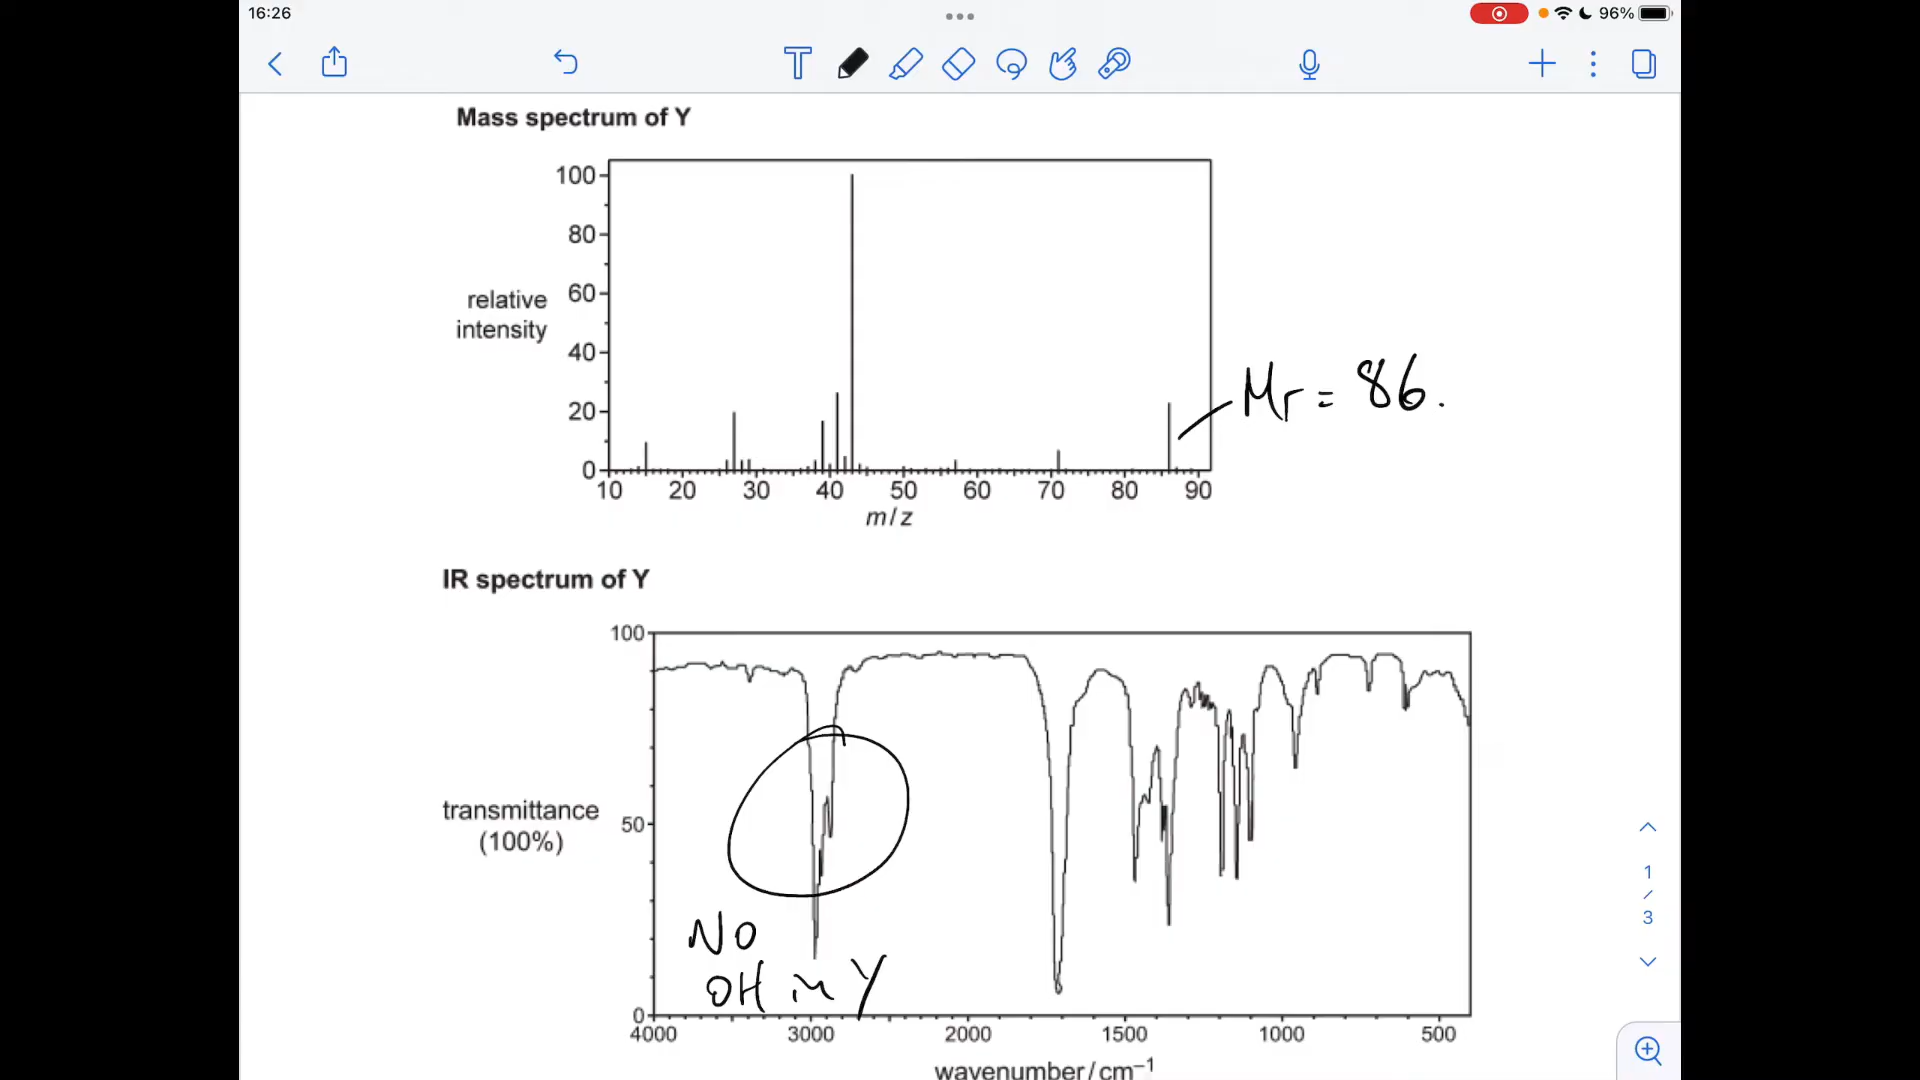 16:26
96%
T
Mass spectrum of Y
100
80
60
40
20
0
relative
intensity
10 20 30 40 50 60 70 80 90
m/z
Mr = 86.
IR spectrum of Y
100
50
0
transmittance
(100%)
NO
OH in Y
4000 3000 2000 1500 1000 500
wavenumber/cm⁻¹
1
/
3